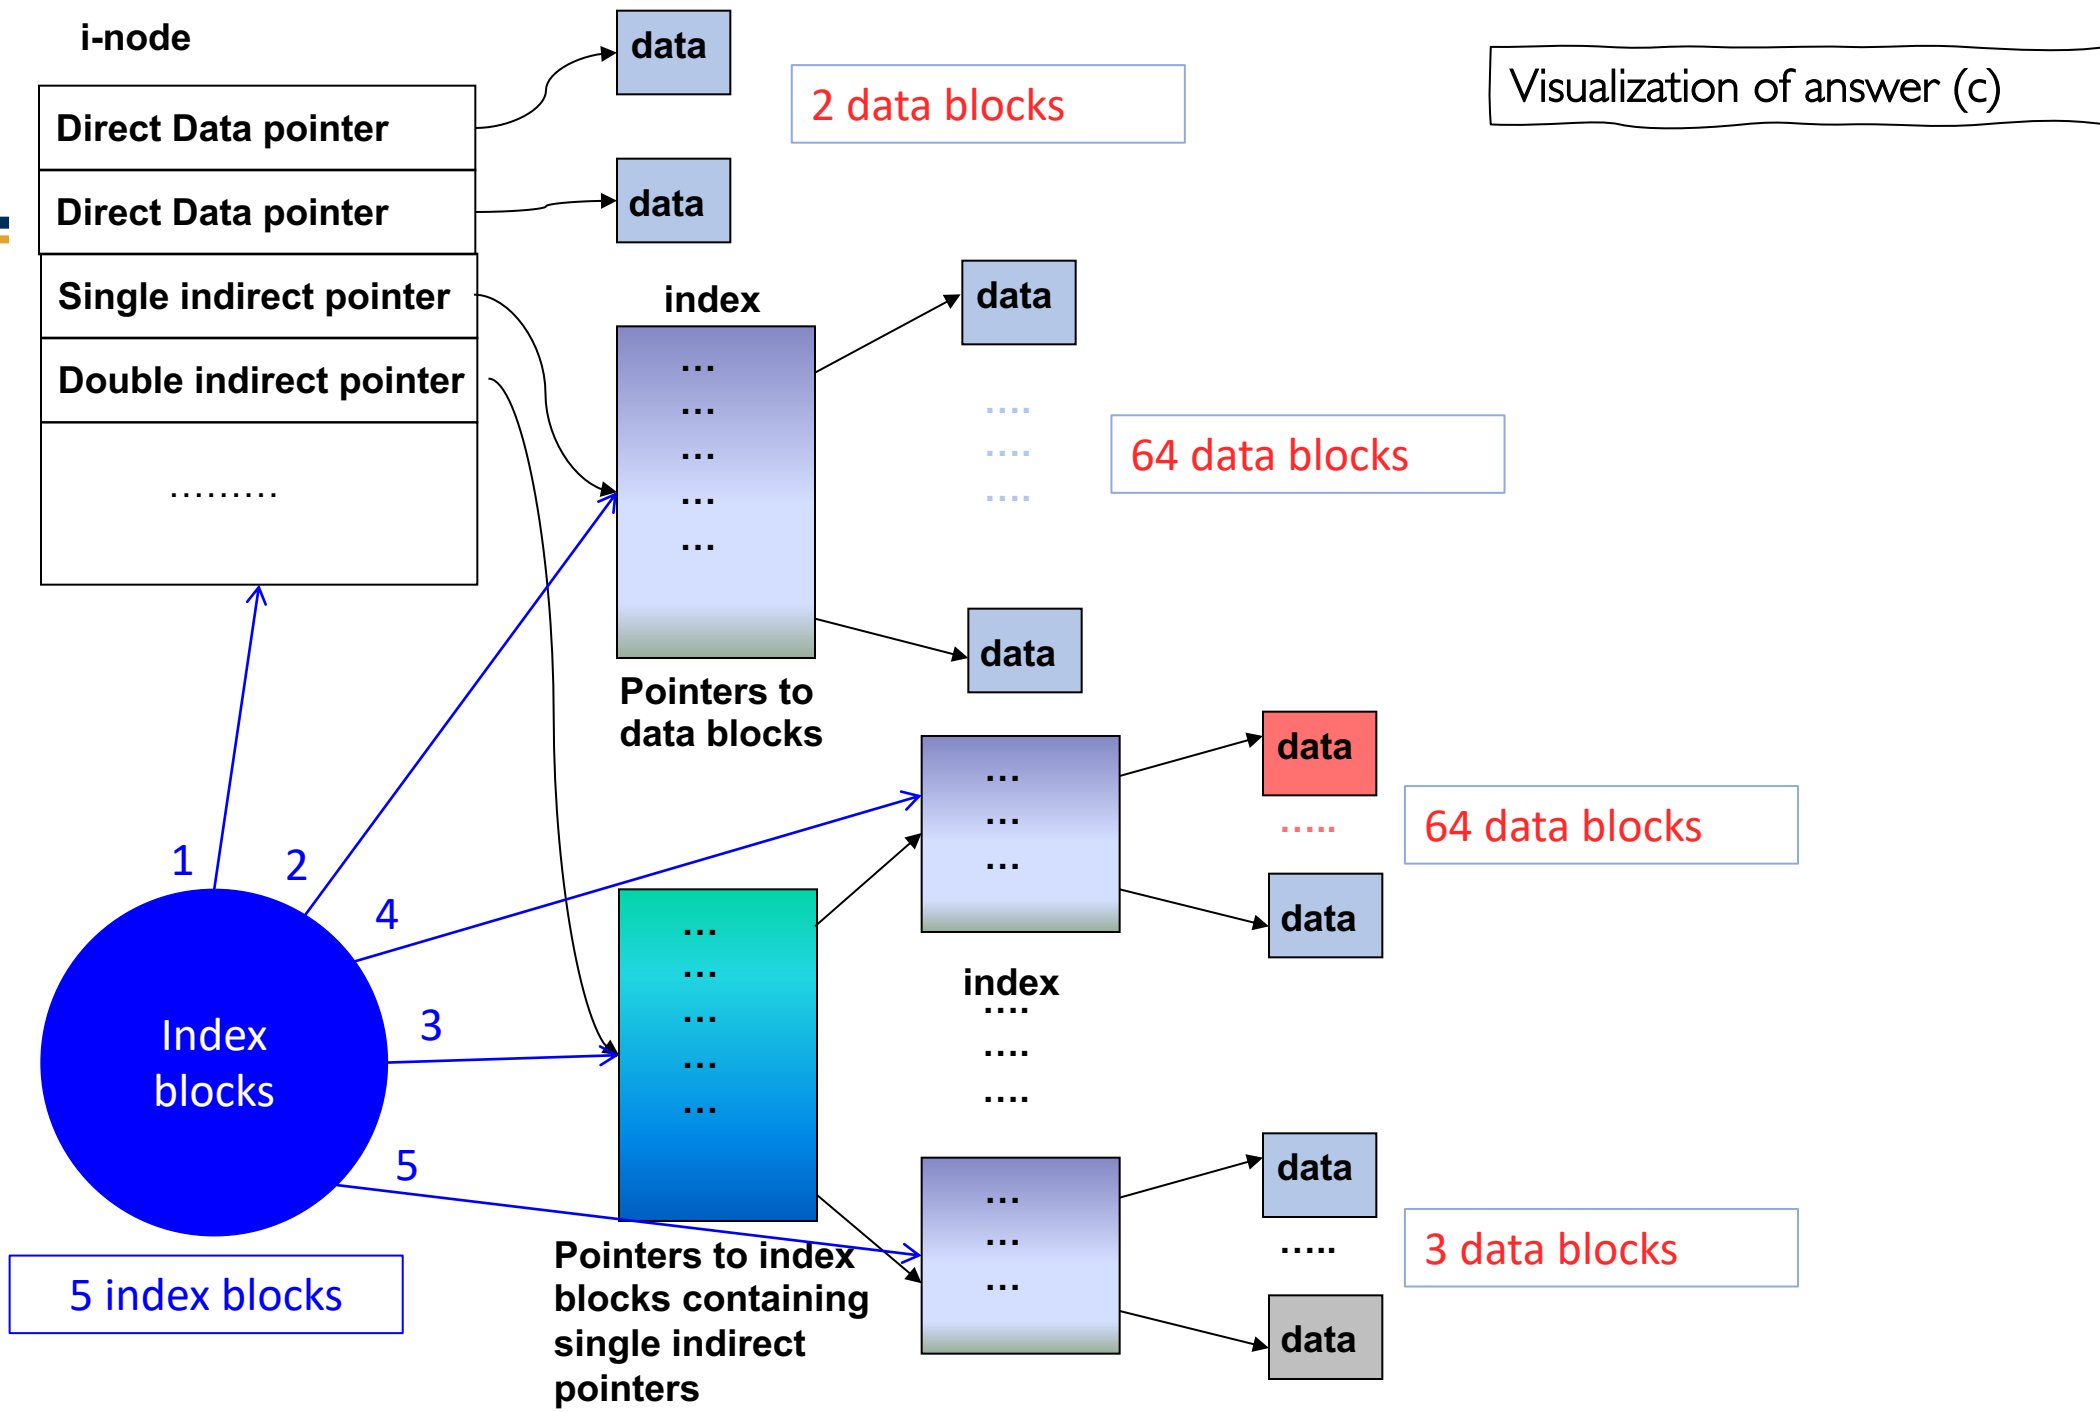 i-node
data
2 data blocks
Visualization of answer (c)
Direct Data pointer
Direct Data pointer
data
Single indirect pointer
index
data
Double indirect pointer
...
...
...
...
...
....
....
....
64 data blocks
.........
data
Pointers to
data blocks
data
...
...
...
.....
64 data blocks
data
1
2
4
3
5
Index
blocks
5 index blocks
...
...
...
...
...
index
....
....
....
Pointers to index
blocks containing
single indirect
pointers
...
...
...
data
.....
3 data blocks
data